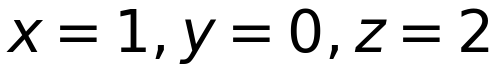 x = 1, y = 0, z = 2